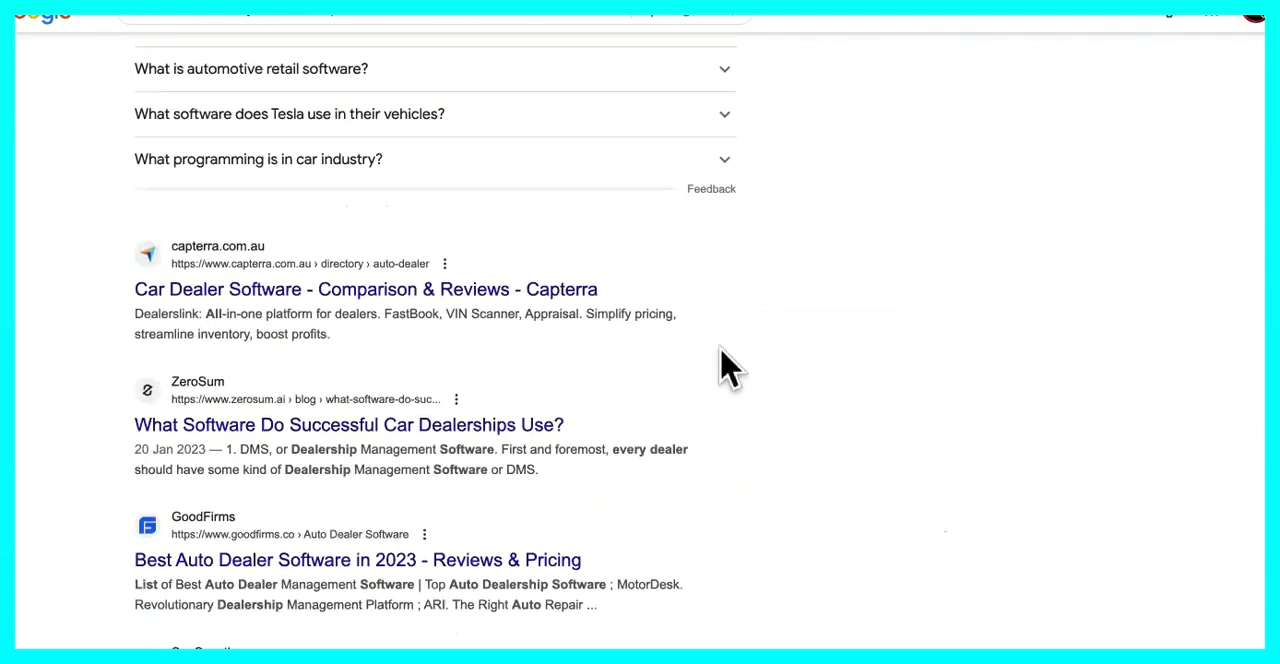 What is automotive retail software?
What software does Tesla use in their vehicles?
What programming is in car industry?
Feedback
capterra.com.au
https://www.capterra.com.au › directory › auto-dealer
Car Dealer Software - Comparison & Reviews - Capterra
Dealerslink: All-in-one platform for dealers. FastBook, VIN Scanner, Appraisal. Simplify pricing,
streamline inventory, boost profits.
ZeroSum
https://www.zerosum.ai › blog › what-software-do-suc...
What Software Do Successful Car Dealerships Use?
20 Jan 2023 — 1. DMS, or Dealership Management Software. First and foremost, every dealer
should have some kind of Dealership Management Software or DMS.
GoodFirms
https://www.goodfirms.co › Auto Dealer Software
Best Auto Dealer Software in 2023 - Reviews & Pricing
List of Best Auto Dealer Management Software | Top Auto Dealership Software ; MotorDesk.
Revolutionary Dealership Management Platform ; ARI. The Right Auto Repair ...